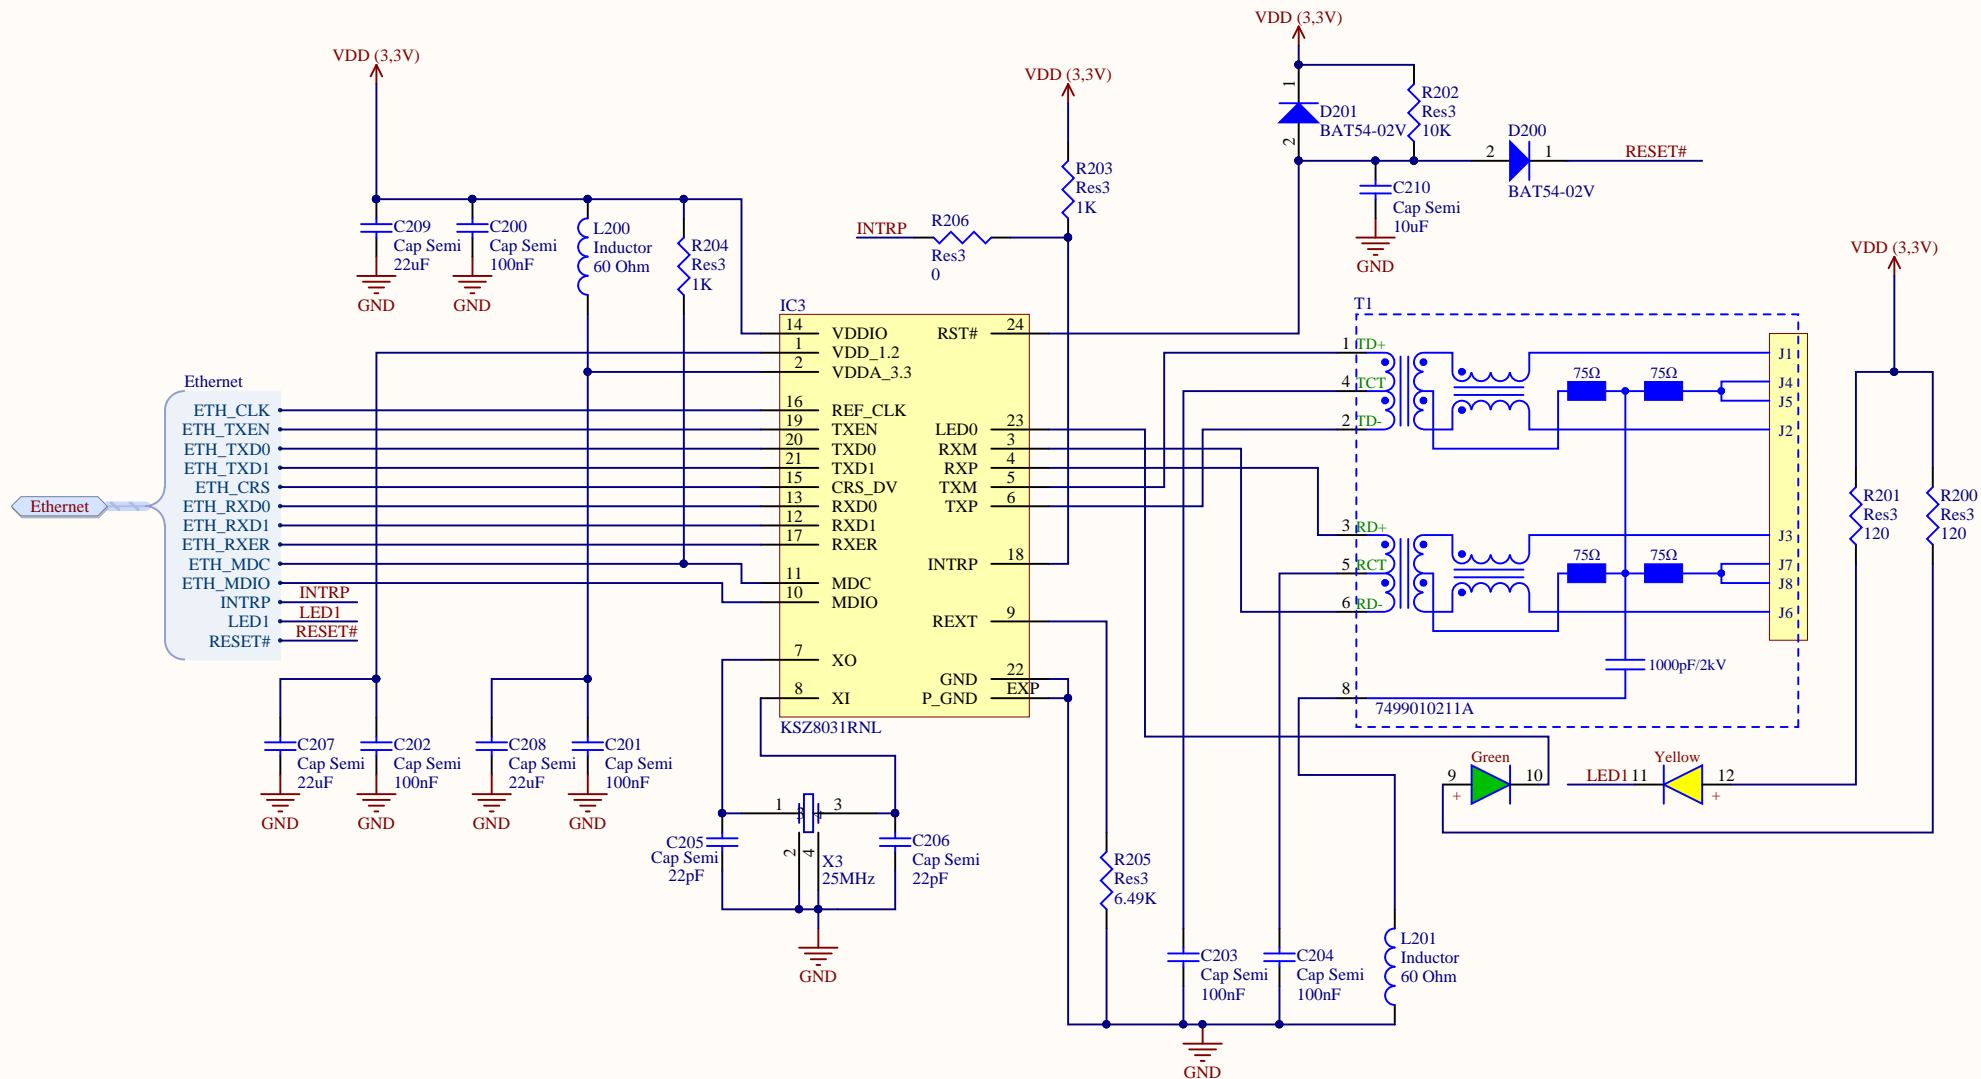 VDD (3,3V)
VDD (3,3V)
VDD (3,3V)
VDD (3,3V)
C209
Cap Semi
22uF
GND
C200
Cap Semi
100nF
GND
L200
Inductor
60 Ohm
R204
Res3
1K
INTRP
R206
Res3
0
R203
Res3
1K
1
D201
BAT54-02V
2
R202
Res3
10K
C210
Cap Semi
10uF
GND
D200
2
1
BAT54-02V
RESET#
Ethernet
Ethernet
ETH_CLK
ETH_TXEN
ETH_TXD0
ETH_TXD1
ETH_CRS
ETH_RXD0
ETH_RXD1
ETH_RXER
ETH_MDC
ETH_MDIO
INTRP
INTRP
LED1
LED1
RESET#
RESET#
IC3
14 VDDIO
1 VDD_1.2
2 VDDA_3.3
16 REF_CLK
19 TXEN
20 TXD0
21 TXD1
15 CRS_DV
13 RXD0
12 RXD1
17 RXER
11 MDC
10 MDIO
7 XO
8 XI
RST# 24
LED0 23
RXM 3
RXP 4
TXM 5
TXP 6
INTRP 18
REXT 9
GND 22
P_GND EXP
KSZ8031RNL
T1
1 TD+
4 TCT
2 TD-
3 RD+
5 RCT
6 RD-
8
75Ω
75Ω
75Ω
75Ω
1000pF/2kV
J1
J4
J5
J2
J3
J7
J8
J6
7499010211A
R201
Res3
120
R200
Res3
120
Green
9
+
10
LED1
11
Yellow
12
+
C207
Cap Semi
22uF
GND
C202
Cap Semi
100nF
GND
C208
Cap Semi
22uF
GND
C201
Cap Semi
100nF
GND
C205
Cap Semi
22pF
1
3
2
4
X3
25MHz
C206
Cap Semi
22pF
GND
R205
Res3
6.49K
C203
Cap Semi
100nF
C204
Cap Semi
100nF
L201
Inductor
60 Ohm
GND